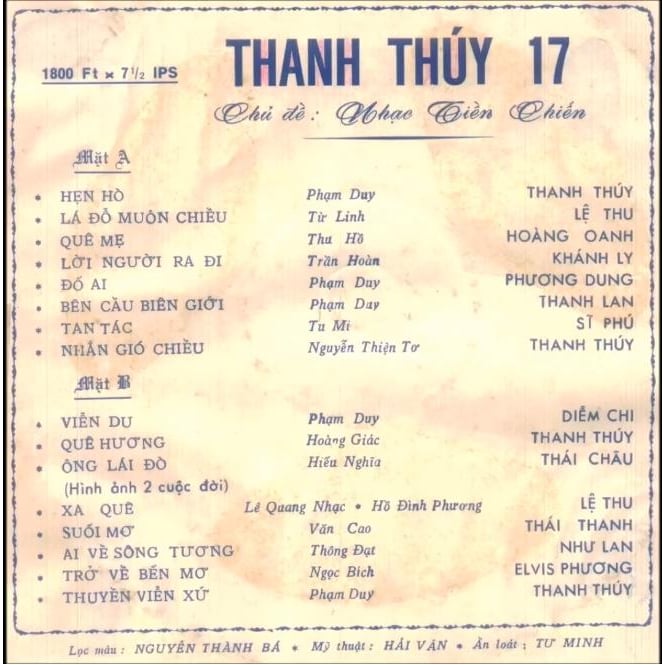 1800 Ft x 7 1/2 IPS
THANH THÚY 17
Chủ đề: Nhạc Tiền Chiến
Mặt A
* HẸN HÒ Phạm Duy THANH THÚY
* LÁ ĐỔ MUÔN CHIỀU Từ Linh LỆ THU
* QUÊ MẸ Thu Hồ HOÀNG OANH
* LỜI NGƯỜI RA ĐI Trần Hoàn KHÁNH LY
* ĐỐ AI Phạm Duy PHƯƠNG DUNG
* BÊN CẦU BIÊN GIỚI Phạm Duy THANH LAN
* TAN TÁC Tu Mi SĨ PHÚ
* NHẮN GIÓ CHIỀU Nguyễn Thiện Tơ THANH THÚY
Mặt B
* VIỄN DU Phạm Duy DIỄM CHI
* QUÊ HƯƠNG Hoàng Giác THANH THÚY
* ÔNG LÁI ĐÒ Hiếu Nghĩa THÁI CHÂU
(Hình ảnh 2 cuộc đời)
* XA QUÊ Lê Quang Nhạc * Hồ Đình Phương LỆ THU
* SUỐI MƠ Văn Cao THÁI THANH
* AI VỀ SÔNG TƯƠNG Thông Đạt NHƯ LAN
* TRỞ VỀ BẾN MƠ Ngọc Bích ELVIS PHƯƠNG
* THUYỀN VIỄN XỨ Phạm Duy THANH THÚY
Lọc mâu : NGUYỄN THÀNH BÁ * Mỹ thuật : HẢI VÂN * Ấn loát : TƯ MINH